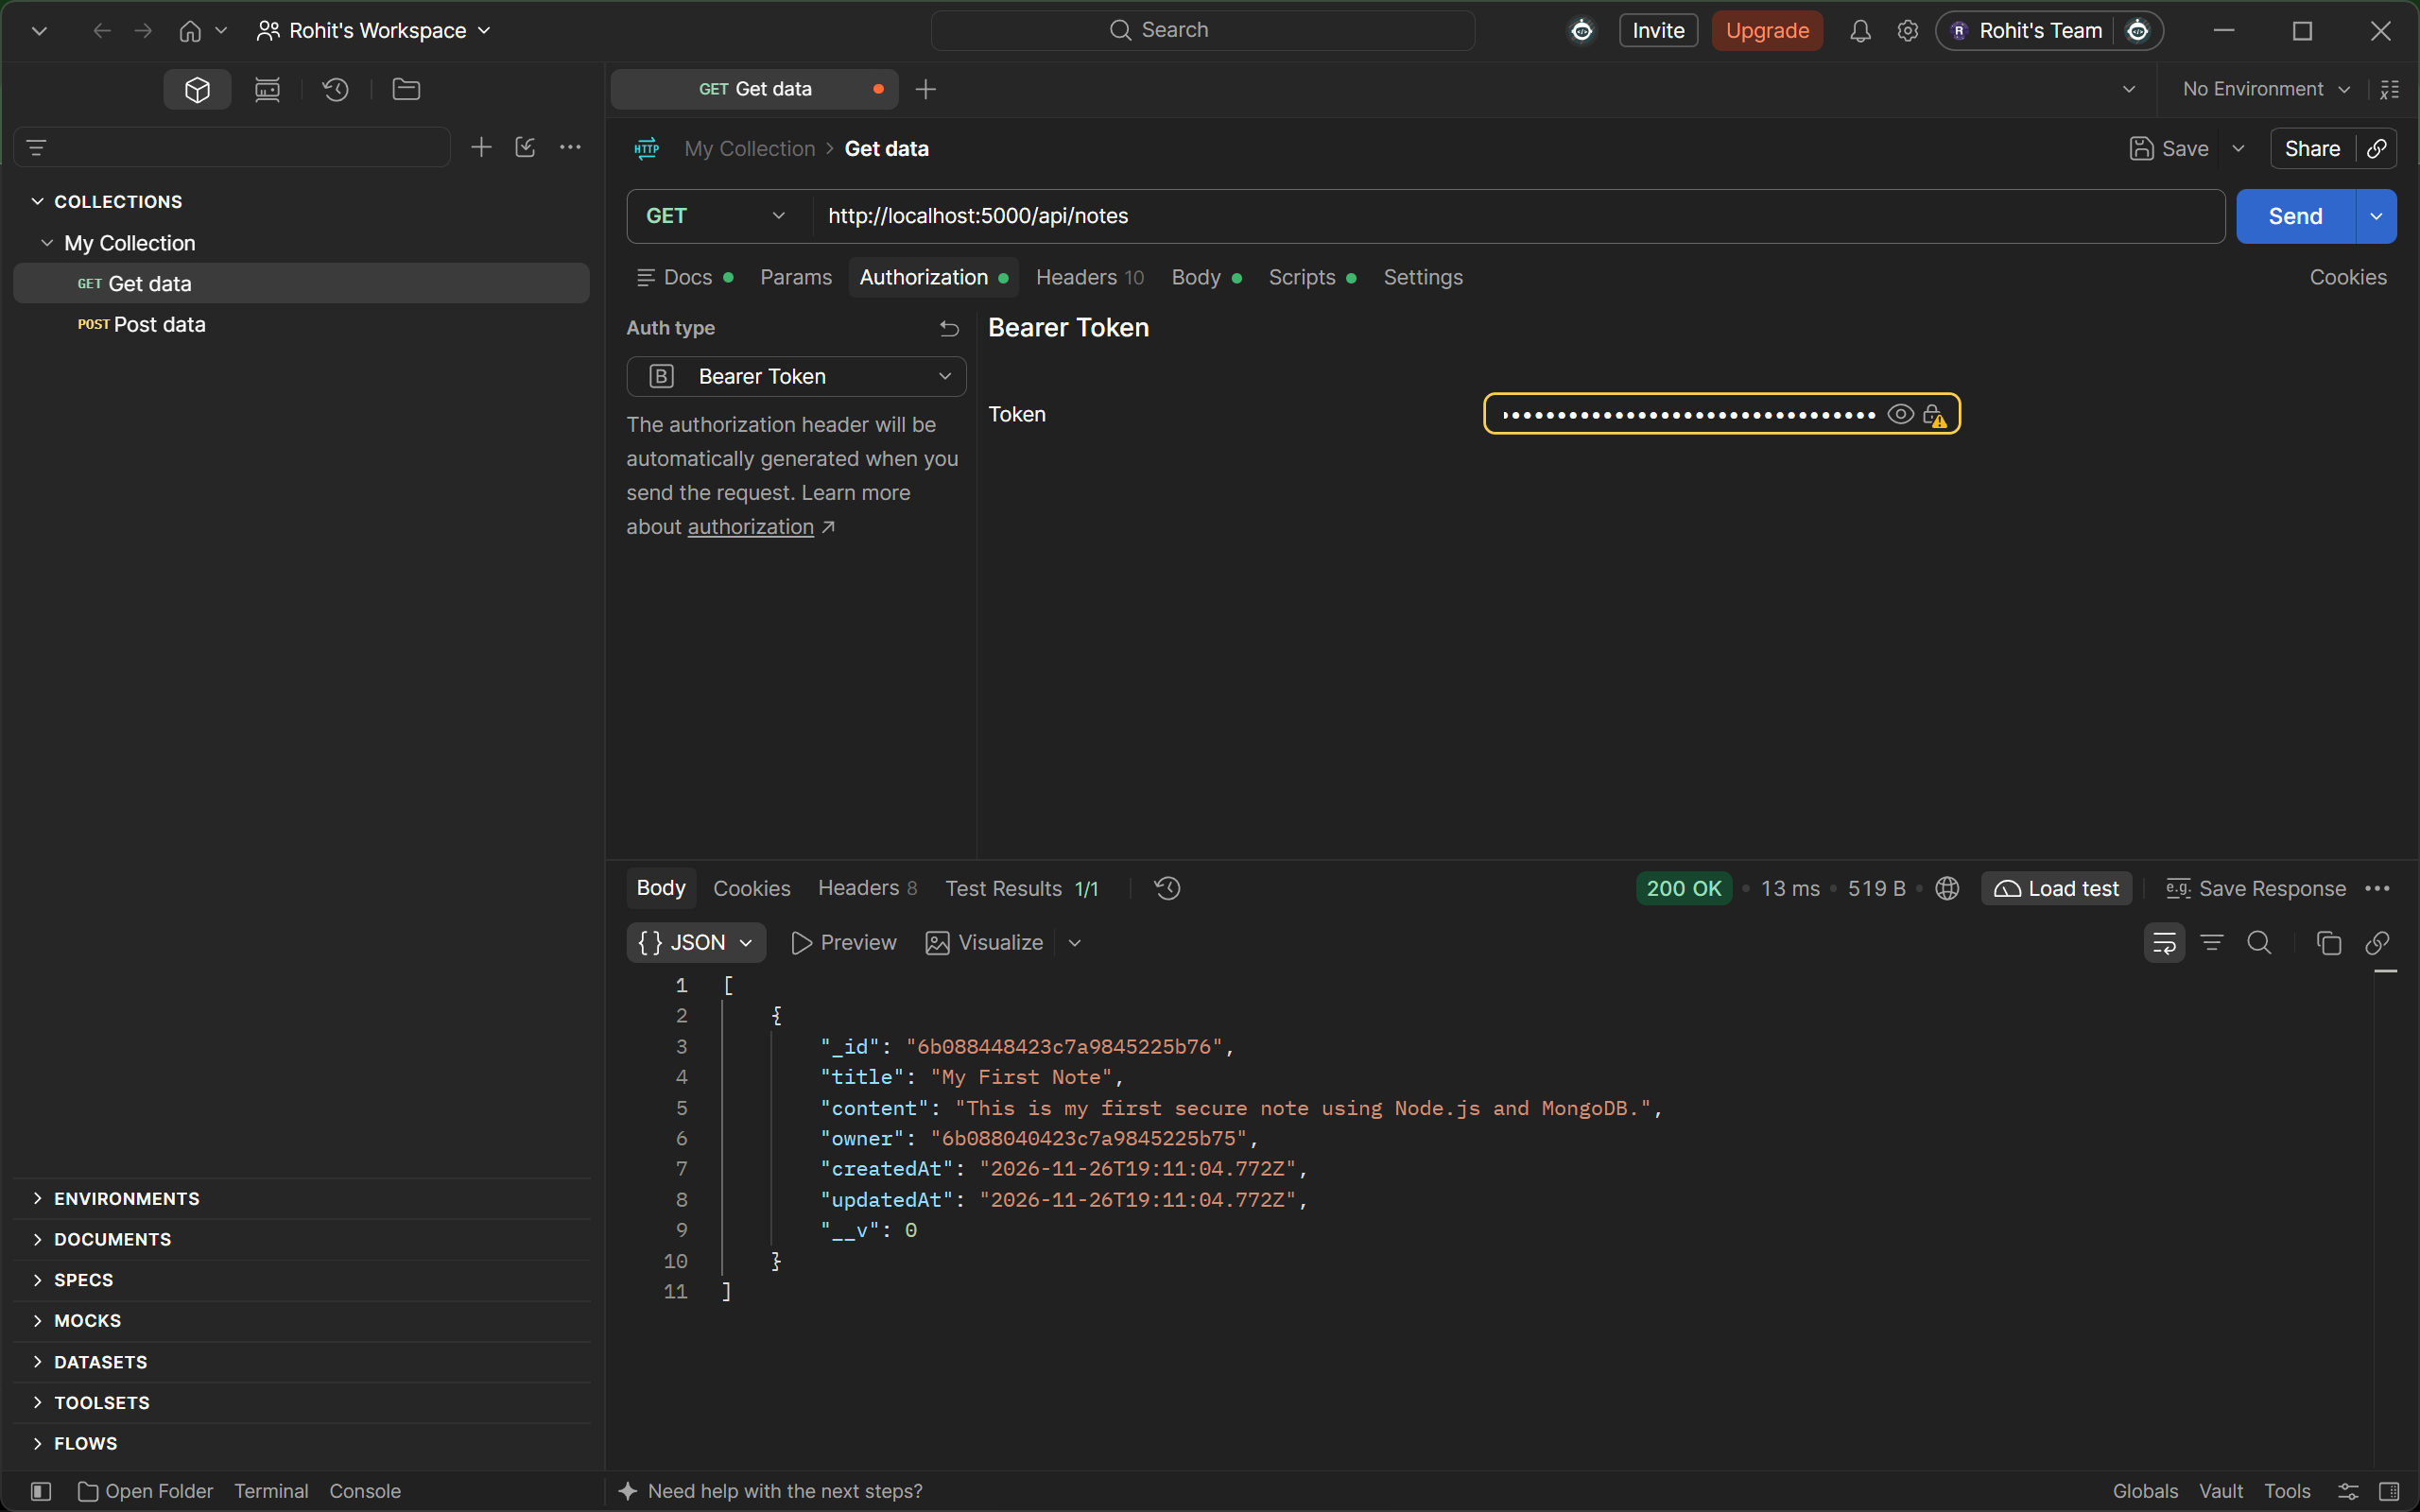 Rohit's Workspace
Search
Invite
Upgrade
R Rohit's Team
GET Get data
No Environment
HTTP My Collection > Get data
Save
Share
GET http://localhost:5000/api/notes
Send
Docs Params Authorization Headers 10 Body Scripts Settings
Cookies
COLLECTIONS
My Collection
GET Get data
POST Post data
Auth type
B Bearer Token
The authorization header will be
automatically generated when you
send the request. Learn more
about authorization ↗
Bearer Token
Token
ENVIRONMENTS
DOCUMENTS
SPECS
MOCKS
DATASETS
TOOLSETS
FLOWS
Body Cookies Headers 8 Test Results 1/1
200 OK • 13 ms • 519 B
Load test
e.g. Save Response
{} JSON Preview Visualize
1 [
2 {
3 "_id": "6b088448423c7a9845225b76",
4 "title": "My First Note",
5 "content": "This is my first secure note using Node.js and MongoDB.",
6 "owner": "6b088040423c7a9845225b75",
7 "createdAt": "2026-11-26T19:11:04.772Z",
8 "updatedAt": "2026-11-26T19:11:04.772Z",
9 "__v": 0
10 }
11 ]
Open Folder Terminal Console
Need help with the next steps?
Globals Vault Tools